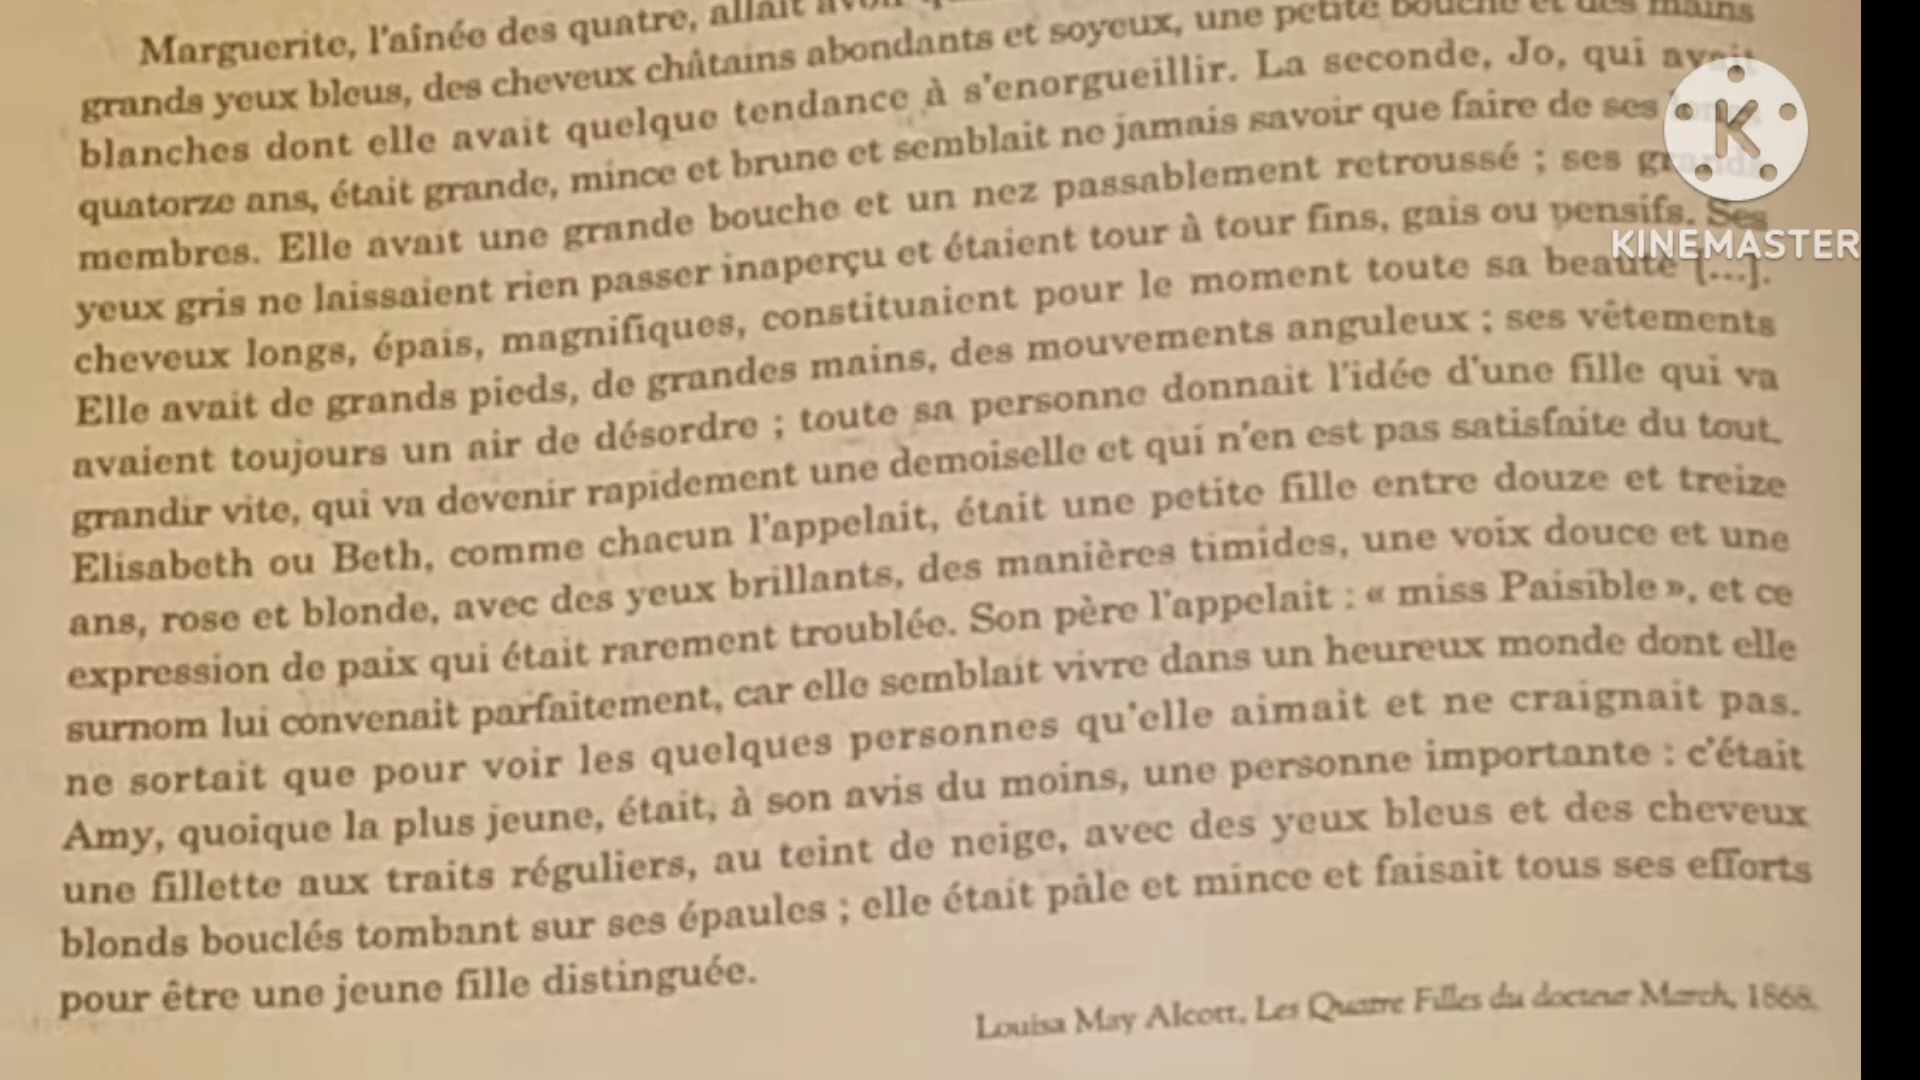 Marguerite, l'aînée des quatre, allait avoir
grands yeux bleus, des cheveux châtains abondants et soyeux, une petite bouche et des mains
blanches dont elle avait quelque tendance à s'enorgueillir. La seconde, Jo, qui avait
quatorze ans, était grande, mince et brune et semblait ne jamais savoir que faire de ses
membres. Elle avait une grande bouche et un nez passablement retroussé ; ses grands
yeux gris ne laissaient rien passer inaperçu et étaient tour à tour fins, gais ou pensifs. Ses
cheveux longs, épais, magnifiques, constituaient pour le moment toute sa beauté [...].
Elle avait de grands pieds, de grandes mains, des mouvements anguleux ; ses vêtements
avaient toujours un air de désordre ; toute sa personne donnait l'idée d'une fille qui va
grandir vite, qui va devenir rapidement une demoiselle et qui n'en est pas satisfaite du tout.
Elisabeth ou Beth, comme chacun l'appelait, était une petite fille entre douze et treize
ans, rose et blonde, avec des yeux brillants, des manières timides, une voix douce et une
expression de paix qui était rarement troublée. Son père l'appelait : « miss Paisible », et ce
surnom lui convenait parfaitement, car elle semblait vivre dans un heureux monde dont elle
ne sortait que pour voir les quelques personnes qu'elle aimait et ne craignait pas.
Amy, quoique la plus jeune, était, à son avis du moins, une personne importante : c'était
une fillette aux traits réguliers, au teint de neige, avec des yeux bleus et des cheveux
blonds bouclés tombant sur ses épaules ; elle était pâle et mince et faisait tous ses efforts
pour être une jeune fille distinguée.
Louisa May Alcott, Les Quatre Filles du docteur March, 1868.
K
KINEMASTER